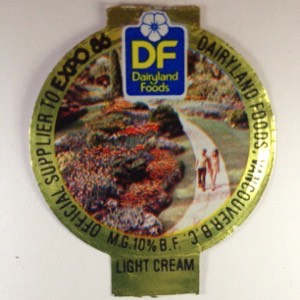 DF
Dairyland
Foods
OFFICIAL SUPPLIER TO EXPO 86
DAIRYLAND FOODS, VANCOUVER B.C.
M.G. 10% B.F. 'C'
LIGHT CREAM